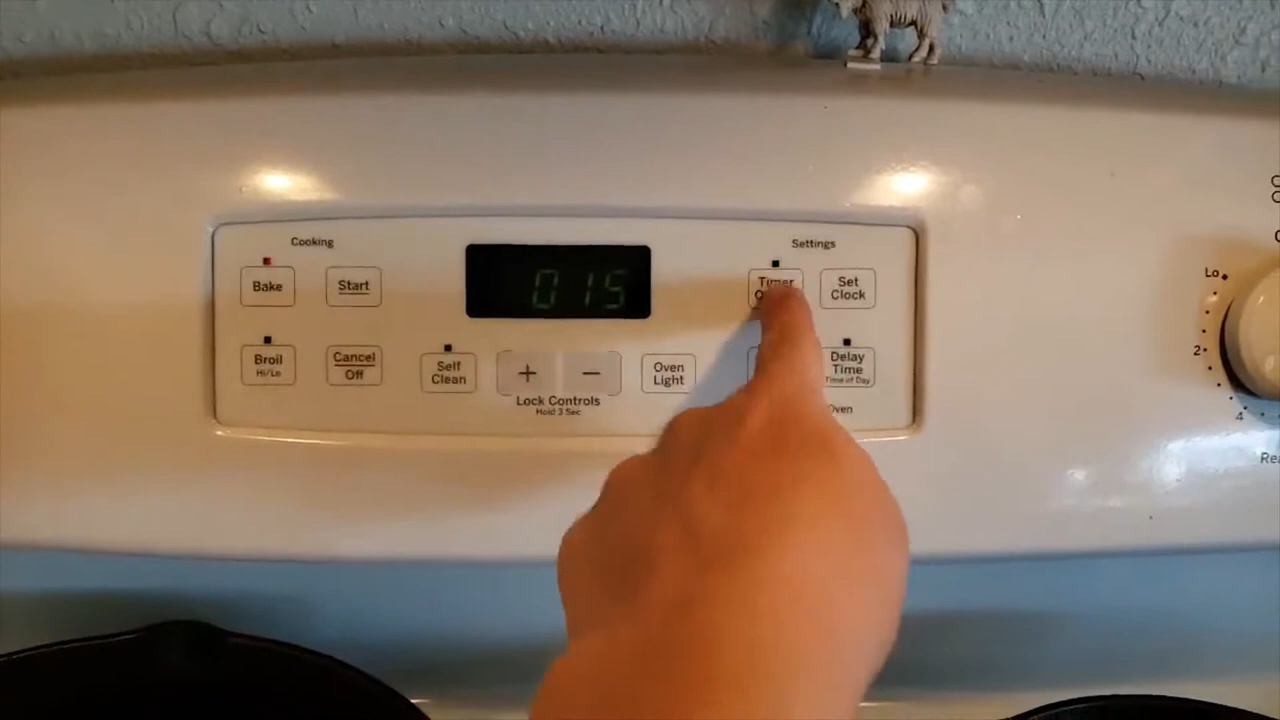 Cooking
Settings
Bake
Start
015
Timer
Set
Clock
Broil
Hi/Lo
Cancel
Off
Self
Clean
+
−
Oven
Light
Delay
Time
Time of Day
Lock Controls
Hold 3 Sec
Oven
Lo
2
4